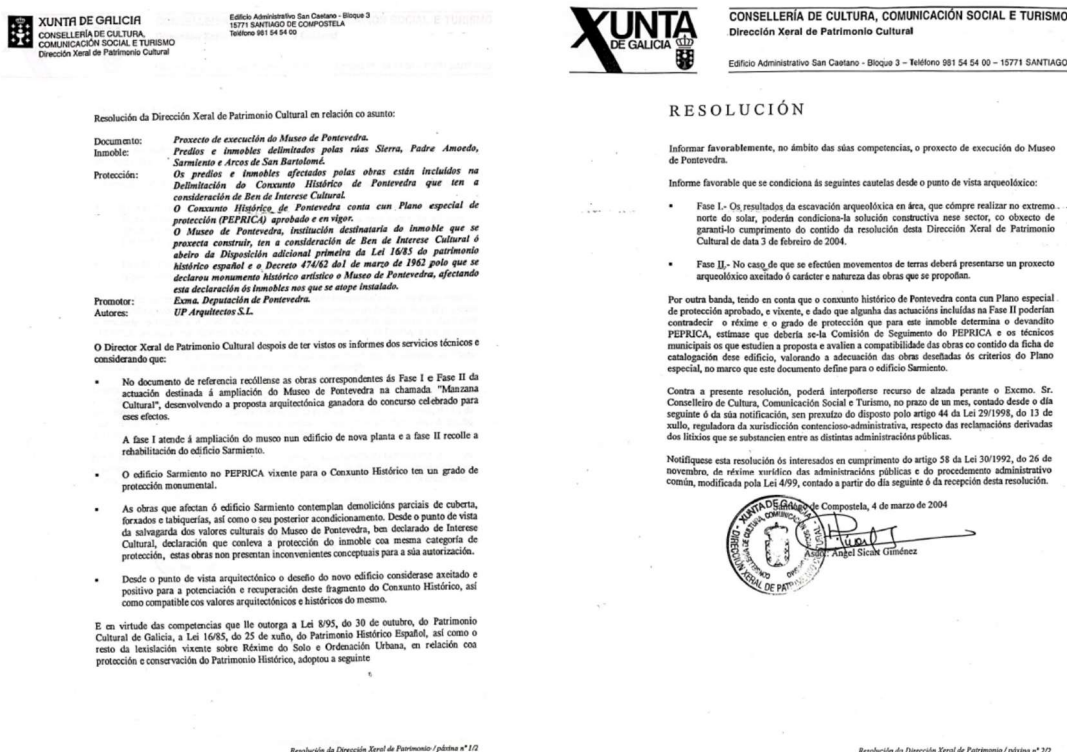 XUNTA DE GALICIA
CONSELLERÍA DE CULTURA,
COMUNICACIÓN SOCIAL E TURISMO
Dirección Xeral de Patrimonio Cultural
Edificio Administrativo San Caetano - Bloque 3
15771 SANTIAGO DE COMPOSTELA
Teléfono 981 54 54 00
Resolución da Dirección Xeral de Patrimonio Cultural en relación co asunto:
Documento: Proxecto de execución do Museo de Pontevedra.
Inmoble: Predios e inmobles delimitados polas rúas Sierra, Padre Amoedo,
Sarmiento e Arcos de San Bartolomé.
Protección: Os predios e inmobles afectados polas obras están incluídos na
Delimitación do Conxunto Histórico de Pontevedra que ten a
consideración de Ben de Interese Cultural.
O Conxunto Histórico de Pontevedra conta cun Plano especial de
protección (PEPRICA) aprobado e en vigor.
O Museo de Pontevedra, institución destinataria do inmoble que se
proxecta construir, ten a consideración de Ben de Interese Cultural ó
abeiro da Disposición adicional primeira da Lei 16/85 do patrimonio
histórico español e o Decreto 474/62 do1 de marzo de 1962 polo que se
declarou monumento histórico artístico o Museo de Pontevedra, afectando
esta declaración ós inmobles nos que se atope instalado.
Promotor: Exma. Deputación de Pontevedra.
Autores: UP Arquitectos S.L.
O Director Xeral de Patrimonio Cultural despois de ter vistos os informes dos servicios técnicos e
considerando que:
• No documento de referencia recóllense as obras correspondentes ás Fase I e Fase II da
actuación destinada á ampliación do Museo de Pontevedra na chamada "Manzana
Cultural", desenvolvendo a proposta arquitectónica ganadora do concurso celebrado para
eses efectos.
A fase I atende á ampliación do museo nun edificio de nova planta e a fase II recolle a
rehabilitación do edificio Sarmiento.
• O edificio Sarmiento no PEPRICA vixente para o Conxunto Histórico ten un grado de
protección monumental.
• As obras que afectan ó edificio Sarmiento contemplan demolicións parciais de cuberta,
forxados e tabiquerías, así como o seu posterior acondicionamento. Desde o punto de vista
da salvagarda dos valores culturais do Museo de Pontevedra, ben declarado de Interese
Cultural, declaración que conleva a protección do inmoble coa mesma categoría de
protección, estas obras non presentan inconvenientes conceptuais para a súa autorización.
• Desde o punto de vista arquitectónico o deseño do novo edificio considerase axeitado e
positivo para a potenciación e recuperación deste fragmento do Conxunto Histórico, así
como compatible cos valores arquitectónicos e históricos do mesmo.
E en virtude das competencias que lle outorga a Lei 8/95, do 30 de outubro, do Patrimonio
Cultural de Galicia, a Lei 16/85, do 25 de xuño, do Patrimonio Histórico Español, así como o
resto da lexislación vixente sobre Réxime do Solo e Ordenación Urbana, en relación coa
protección e conservación do Patrimonio Histórico, adoptou a seguinte
Resolución da Dirección Xeral de Patrimonio / páxina nº 1/2
XUNTA
DE GALICIA
CONSELLERÍA DE CULTURA, COMUNICACIÓN SOCIAL E TURISMO
Dirección Xeral de Patrimonio Cultural
Edificio Administrativo San Caetano - Bloque 3 – Teléfono 981 54 54 00 – 15771 SANTIAGO
RESOLUCIÓN
Informar favorablemente, no ámbito das súas competencias, o proxecto de execución do Museo
de Pontevedra.
Informe favorable que se condiciona ás seguintes cautelas desde o punto de vista arqueolóxico:
• Fase I.- Os resultados da escavación arqueolóxica en área, que cómpre realizar no extremo
norte do solar, poderán condiciona-la solución constructiva nese sector, co obxecto de
garanti-lo cumprimento do contido da resolución desta Dirección Xeral de Patrimonio
Cultural de data 3 de febreiro de 2004.
• Fase II.- No caso de que se efectúen movementos de terras deberá presentarse un proxecto
arqueolóxico axeitado ó carácter e natureza das obras que se propoñan.
Por outra banda, tendo en conta que o conxunto histórico de Pontevedra conta cun Plano especial
de protección aprobado, e vixente, e dado que algunha das actuacións incluídas na Fase II poderían
contradecir o réxime e o grado de protección que para este inmoble determina o devandito
PEPRICA, estímase que debería se-la Comisión de Seguimento do PEPRICA e os técnicos
municipais os que estudien a proposta e avalien a compatibilidade das obras co contido da ficha de
catalogación dese edificio, valorando a adecuación das obras deseñadas ós criterios do Plano
especial, no marco que este documento define para o edificio Sarmiento.
Contra a presente resolución, poderá interpoñerse recurso de alzada perante o Excmo. Sr.
Conselleiro de Cultura, Comunicación Social e Turismo, no prazo de un mes, contado desde o día
seguinte ó da súa notificación, sen prexuízo do disposto polo artigo 44 da Lei 29/1998, do 13 de
xullo, reguladora da xurisdicción contencioso-administrativa, respecto das reclamacións derivadas
dos litixios que se substancien entre as distintas administracións públicas.
Notifíquese esta resolución ós interesados en cumprimento do artigo 58 da Lei 30/1992, do 26 de
novembro, de réxime xurídico das administracións públicas e do procedemento administrativo
común, modificada pola Lei 4/99, contado a partir do día seguinte ó da recepción desta resolución.
de Compostela, 4 de marzo de 2004
Asdo: Ángel Sicart Giménez
Resolución da Dirección Xeral de Patrimonio / páxina nº 2/2